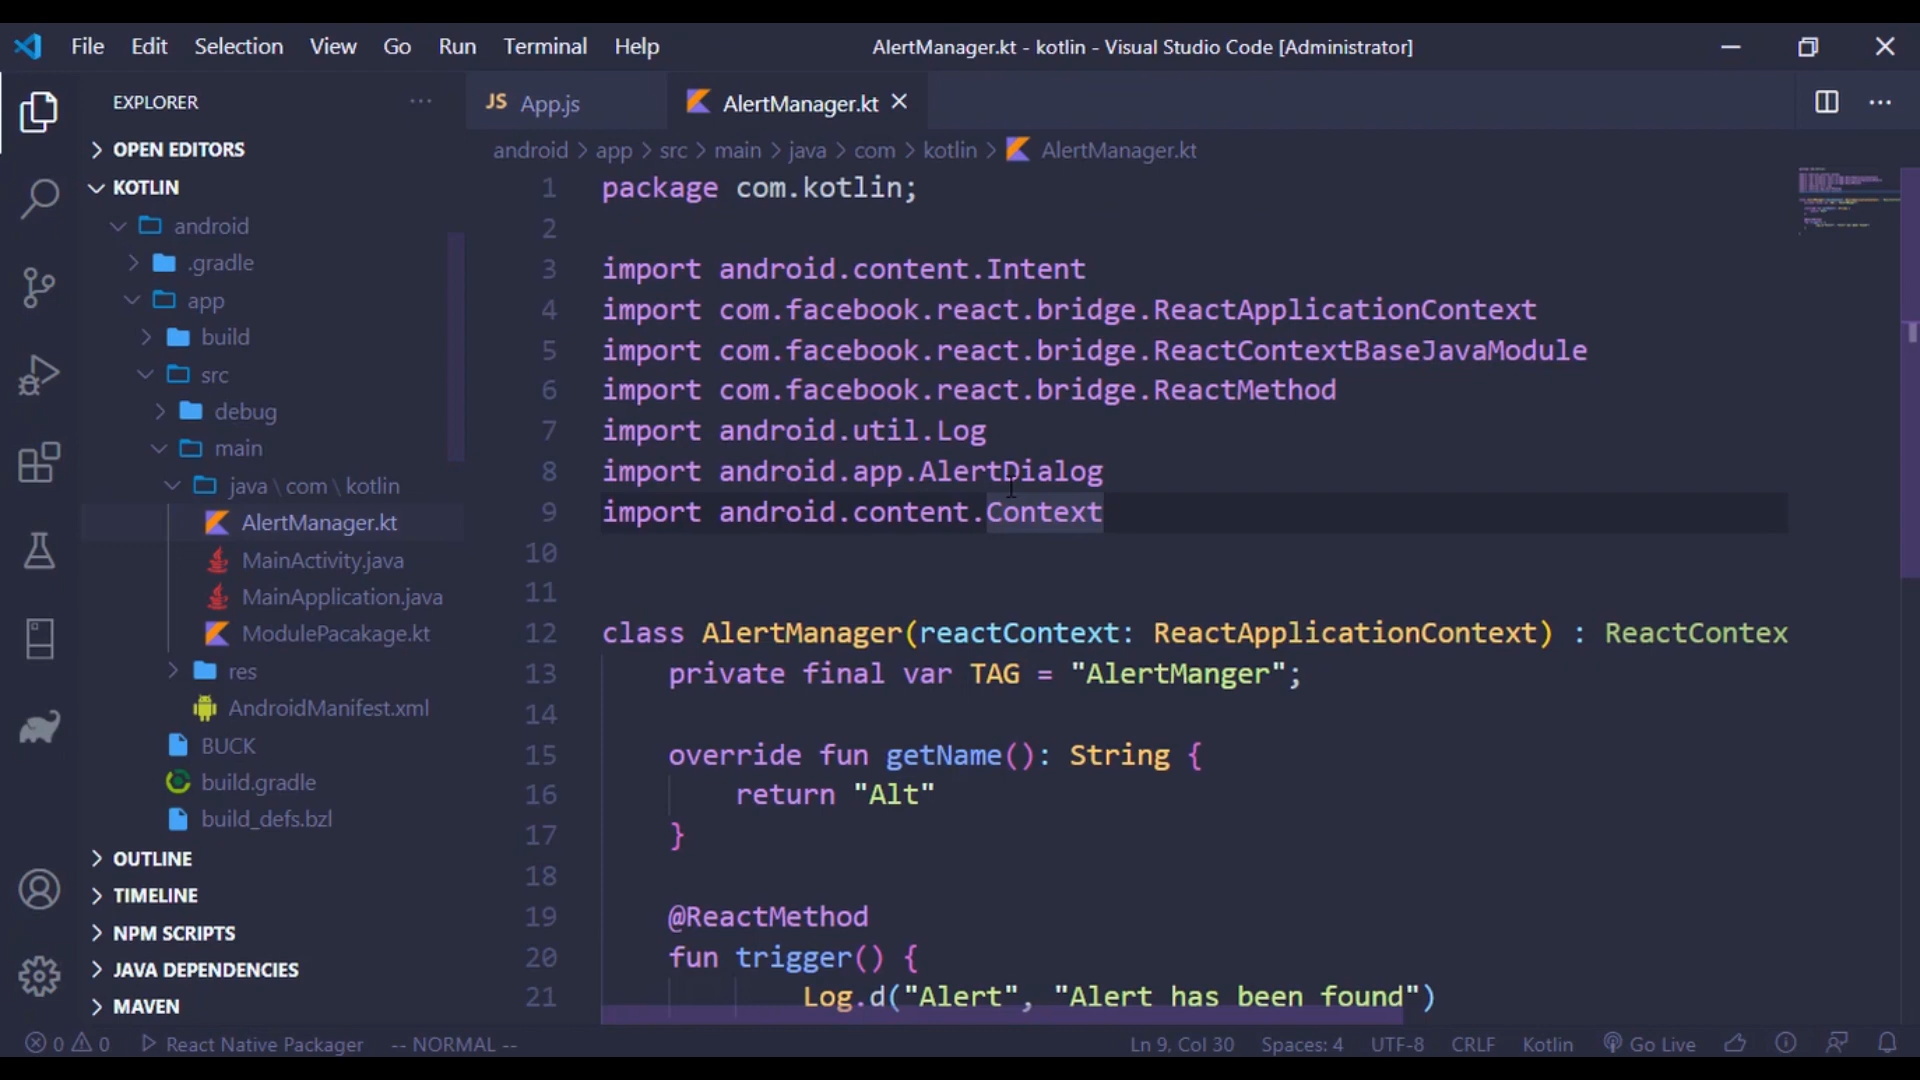 File Edit Selection View Go Run Terminal Help AlertManager.kt - kotlin - Visual Studio Code [Administrator]
EXPLORER ···
OPEN EDITORS
KOTLIN
android
.gradle
app
build
src
debug
main
java \ com \ kotlin
AlertManager.kt
MainActivity.java
MainApplication.java
ModulePacakage.kt
res
AndroidManifest.xml
BUCK
build.gradle
build_defs.bzl
OUTLINE
TIMELINE
NPM SCRIPTS
JAVA DEPENDENCIES
MAVEN
JS App.js AlertManager.kt
android > app > src > main > java > com > kotlin > AlertManager.kt
1 package com.kotlin;
2
3 import android.content.Intent
4 import com.facebook.react.bridge.ReactApplicationContext
5 import com.facebook.react.bridge.ReactContextBaseJavaModule
6 import com.facebook.react.bridge.ReactMethod
7 import android.util.Log
8 import android.app.AlertDialog
9 import android.content.Context
10
11
12 class AlertManager(reactContext: ReactApplicationContext) : ReactContex
13 private final var TAG = "AlertManger";
14
15 override fun getName(): String {
16 return "Alt"
17 }
18
19 @ReactMethod
20 fun trigger() {
21 Log.d("Alert", "Alert has been found")
0 0 React Native Packager -- NORMAL -- Ln 9, Col 30 Spaces: 4 UTF-8 CRLF Kotlin Go Live